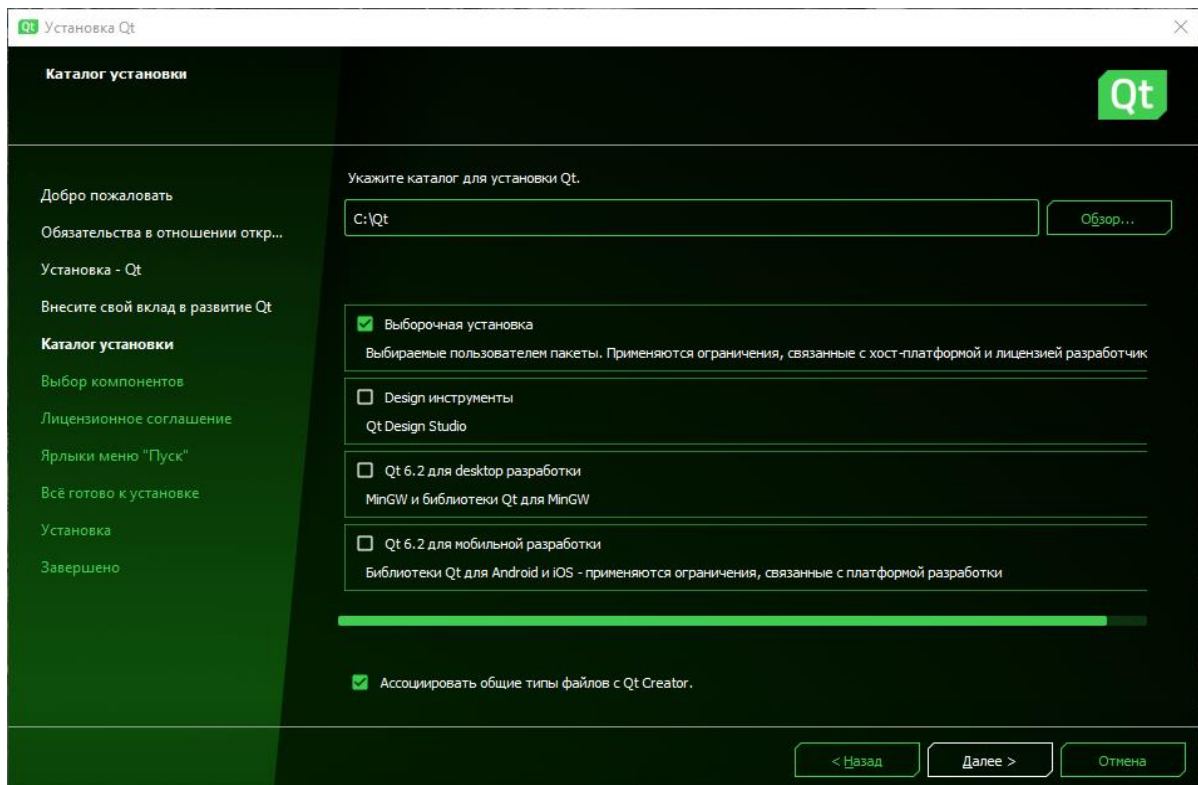 Qt Установка Qt
Каталог установки
Qt
Добро пожаловать
Обязательства в отношении откр...
Установка - Qt
Внесите свой вклад в развитие Qt
Каталог установки
Выбор компонентов
Лицензионное соглашение
Ярлыки меню "Пуск"
Всё готово к установке
Установка
Завершено
Укажите каталог для установки Qt.
C:\Qt
Обзор...
Выборочная установка
Выбираемые пользователем пакеты. Применяются ограничения, связанные с хост-платформой и лицензией разработчик
Design инструменты
Qt Design Studio
Qt 6.2 для desktop разработки
MinGW и библиотеки Qt для MinGW
Qt 6.2 для мобильной разработки
Библиотеки Qt для Android и iOS - применяются ограничения, связанные с платформой разработки
Ассоциировать общие типы файлов с Qt Creator.
< Назад
Далее >
Отмена